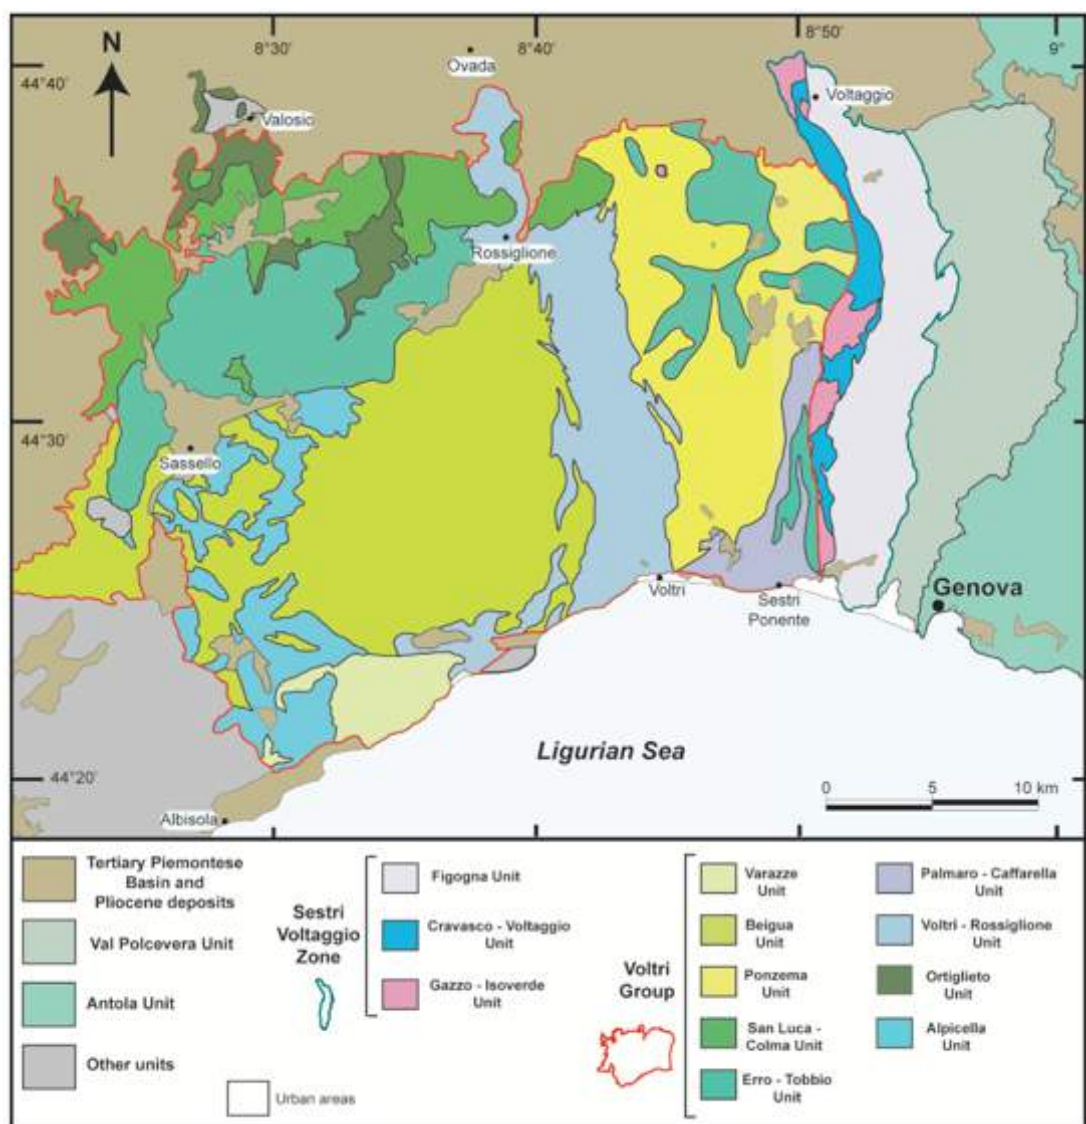 8°30'
8°40'
8°50'
9°
N
44°40'
Ovada
Valosio
Voltaggio
Rossiglione
44°30'
Sassello
Voltri
Sestri
Ponente
Genova
Ligurian Sea
44°20'
Albisola
0
5
10 km
Tertiary Piemontese
Basin and
Pliocene deposits
Val Polcevera Unit
Antola Unit
Other units
Urban areas
Sestri
Voltaggio
Zone
Figogna Unit
Cravasco - Voltaggio
Unit
Gazzo - Isoverde
Unit
Voltri
Group
Varazze
Unit
Beigua
Unit
Ponzema
Unit
San Luca -
Colma Unit
Erro - Tobbio
Unit
Palmaro - Caffarella
Unit
Voltri - Rossiglione
Unit
Ortiglieto
Unit
Alpicella
Unit